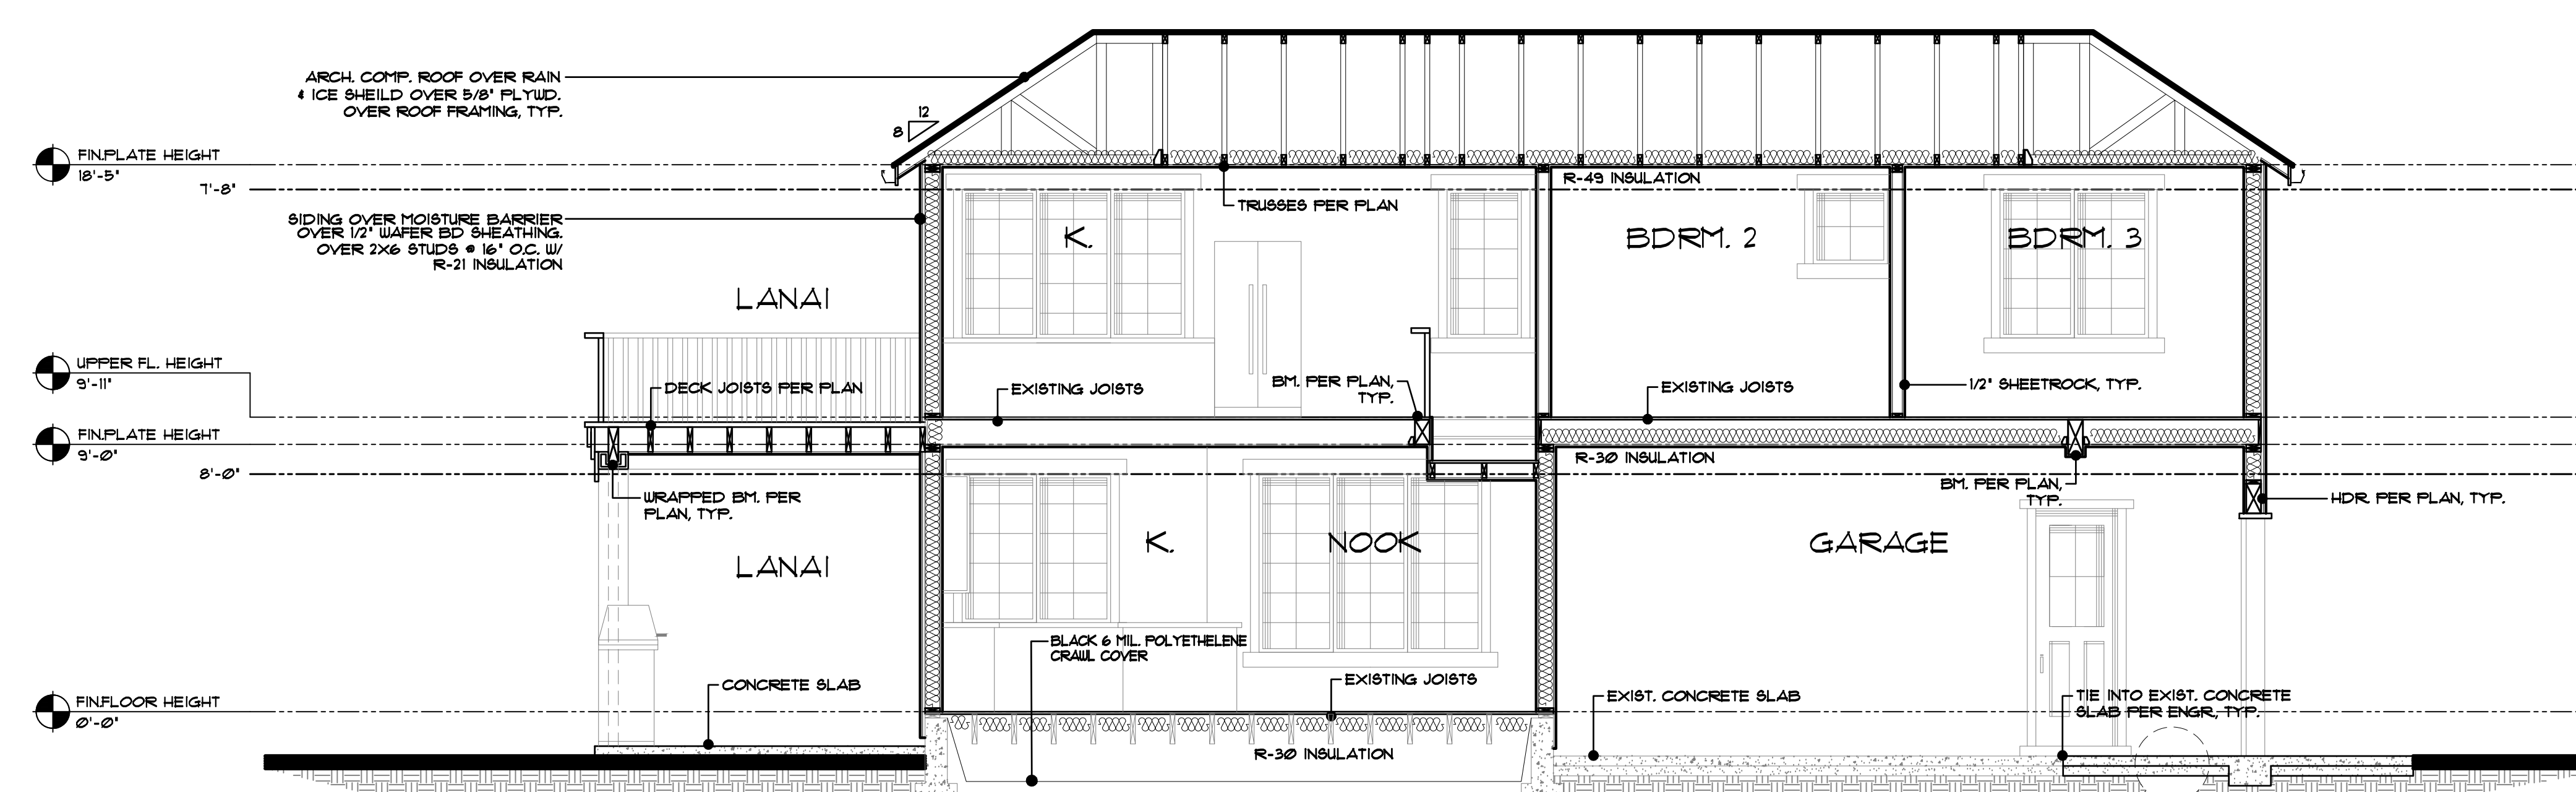 ARCH. COMP. ROOF OVER RAIN
& ICE SHEILD OVER 5/8" PLYWD.
OVER ROOF FRAMING, TYP.
12
8
FIN.PLATE HEIGHT
18'-5"
7'-8"
SIDING OVER MOISTURE BARRIER
OVER 1/2" WAFER BD SHEATHING.
OVER 2X6 STUDS @ 16" O.C. W/
R-21 INSULATION
R-49 INSULATION
TRUSSES PER PLAN
K.
BDRM. 2
BDRM. 3
LANAI
UPPER FL. HEIGHT
9'-11"
DECK JOISTS PER PLAN
EXISTING JOISTS
BM. PER PLAN,
TYP.
EXISTING JOISTS
1/2" SHEETROCK, TYP.
FIN.PLATE HEIGHT
9'-0"
8'-0"
R-30 INSULATION
WRAPPED BM. PER
PLAN, TYP.
BM. PER PLAN,
TYP.
HDR. PER PLAN, TYP.
LANAI
K.
NOOK
GARAGE
BLACK 6 MIL. POLYETHELENE
CRAWL COVER
CONCRETE SLAB
EXISTING JOISTS
EXIST. CONCRETE SLAB
TIE INTO EXIST. CONCRETE
SLAB PER ENGR., TYP.
FIN.FLOOR HEIGHT
0'-0"
R-30 INSULATION